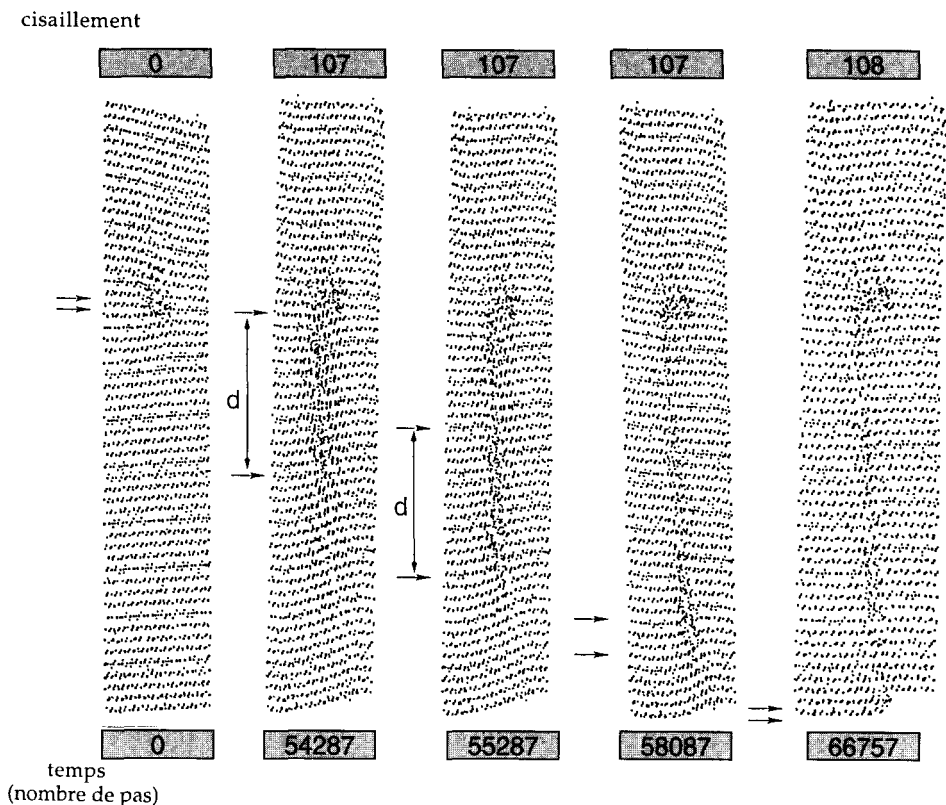 cisaillement
0 107 107 107 108
d
d
0 54287 55287 58087 66757
temps
(nombre de pas)